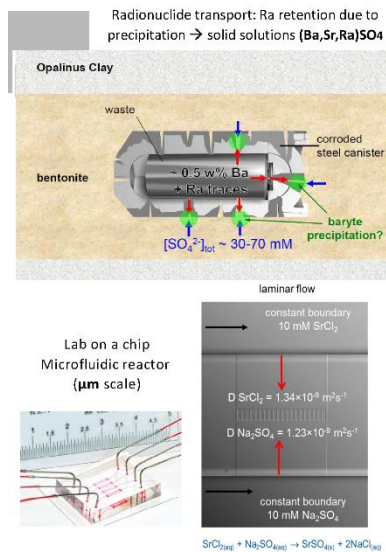 Radionuclide transport: Ra retention due to
precipitation → solid solutions (Ba,Sr,Ra)SO4
Opalinus Clay
waste
corroded
steel canister
bentonite
~ 0.5 w% Ba
+ Ra traces
baryte
precipitation?
[SO₄²⁻]tot ~ 30-70 mM
laminar flow
constant boundary
10 mM SrCl₂
Lab on a chip
Microfluidic reactor
(µm scale)
D SrCl₂ = 1.34×10⁻⁹ m²s⁻¹
D Na₂SO₄ = 1.23×10⁻⁹ m²s⁻¹
constant boundary
10 mM Na₂SO₄
SrCl₂(aq) + Na₂SO₄(aq) → SrSO₄(s) + 2NaCl(aq)